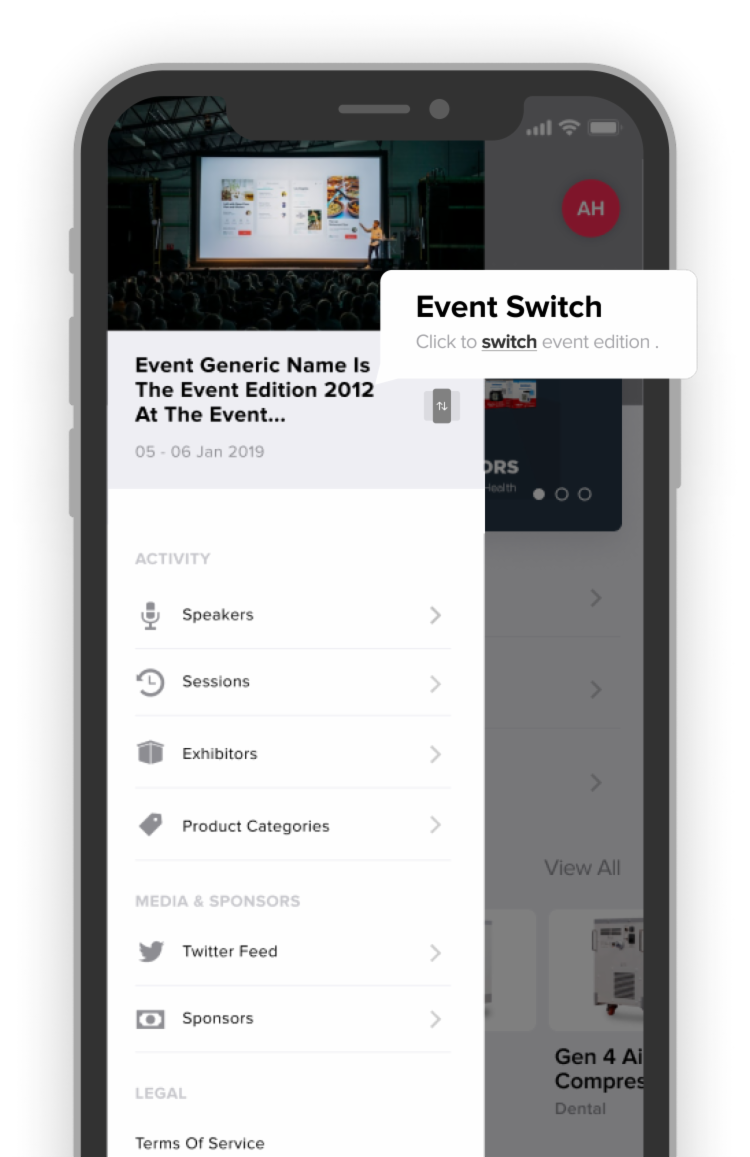 AH
Event Switch
Click to switch event edition .
Event Generic Name Is
The Event Edition 2012
At The Event...
05 - 06 Jan 2019
ORS
Health
ACTIVITY
Speakers
Sessions
Exhibitors
Product Categories
View All
MEDIA & SPONSORS
Twitter Feed
Sponsors
Gen 4 Ai
Compres
Dental
LEGAL
Terms Of Service